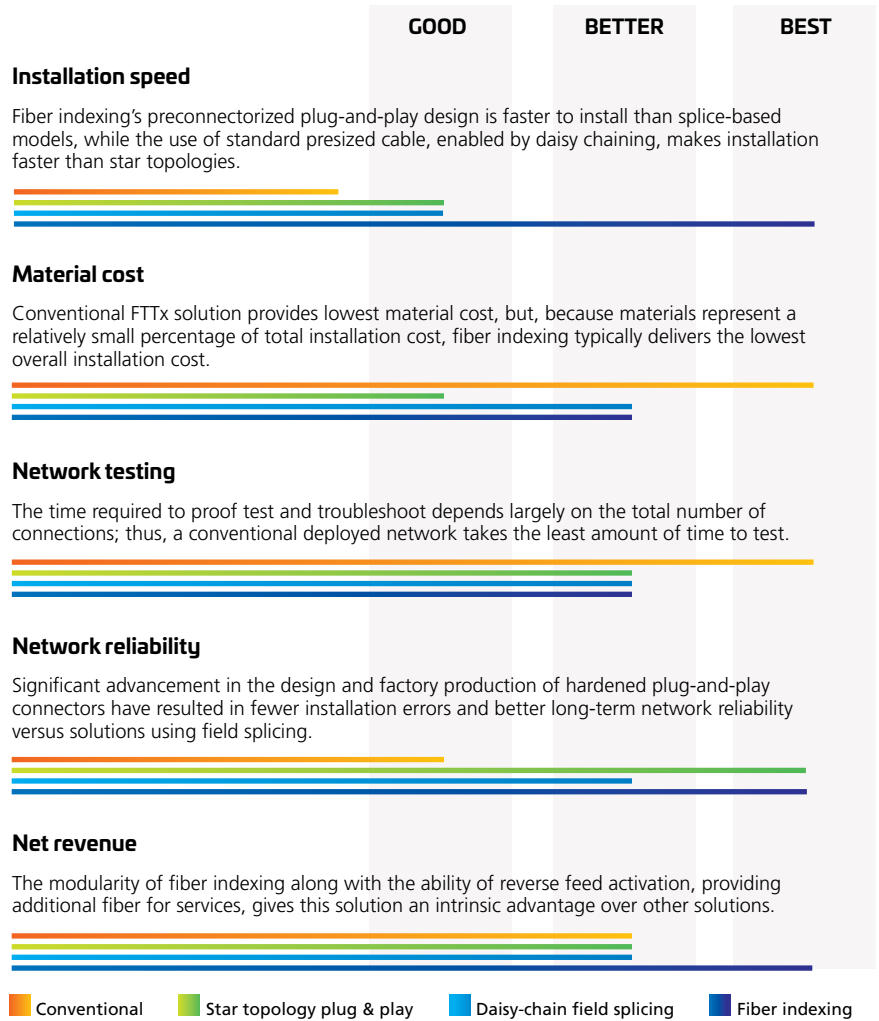 GOOD BETTER BEST
Installation speed
Fiber indexing’s preconnectorized plug-and-play design is faster to install than splice-based
models, while the use of standard presized cable, enabled by daisy chaining, makes installation
faster than star topologies.
Material cost
Conventional FTTx solution provides lowest material cost, but, because materials represent a
relatively small percentage of total installation cost, fiber indexing typically delivers the lowest
overall installation cost.
Network testing
The time required to proof test and troubleshoot depends largely on the total number of
connections; thus, a conventional deployed network takes the least amount of time to test.
Network reliability
Significant advancement in the design and factory production of hardened plug-and-play
connectors have resulted in fewer installation errors and better long-term network reliability
versus solutions using field splicing.
Net revenue
The modularity of fiber indexing along with the ability of reverse feed activation, providing
additional fiber for services, gives this solution an intrinsic advantage over other solutions.
Conventional Star topology plug & play Daisy-chain field splicing Fiber indexing